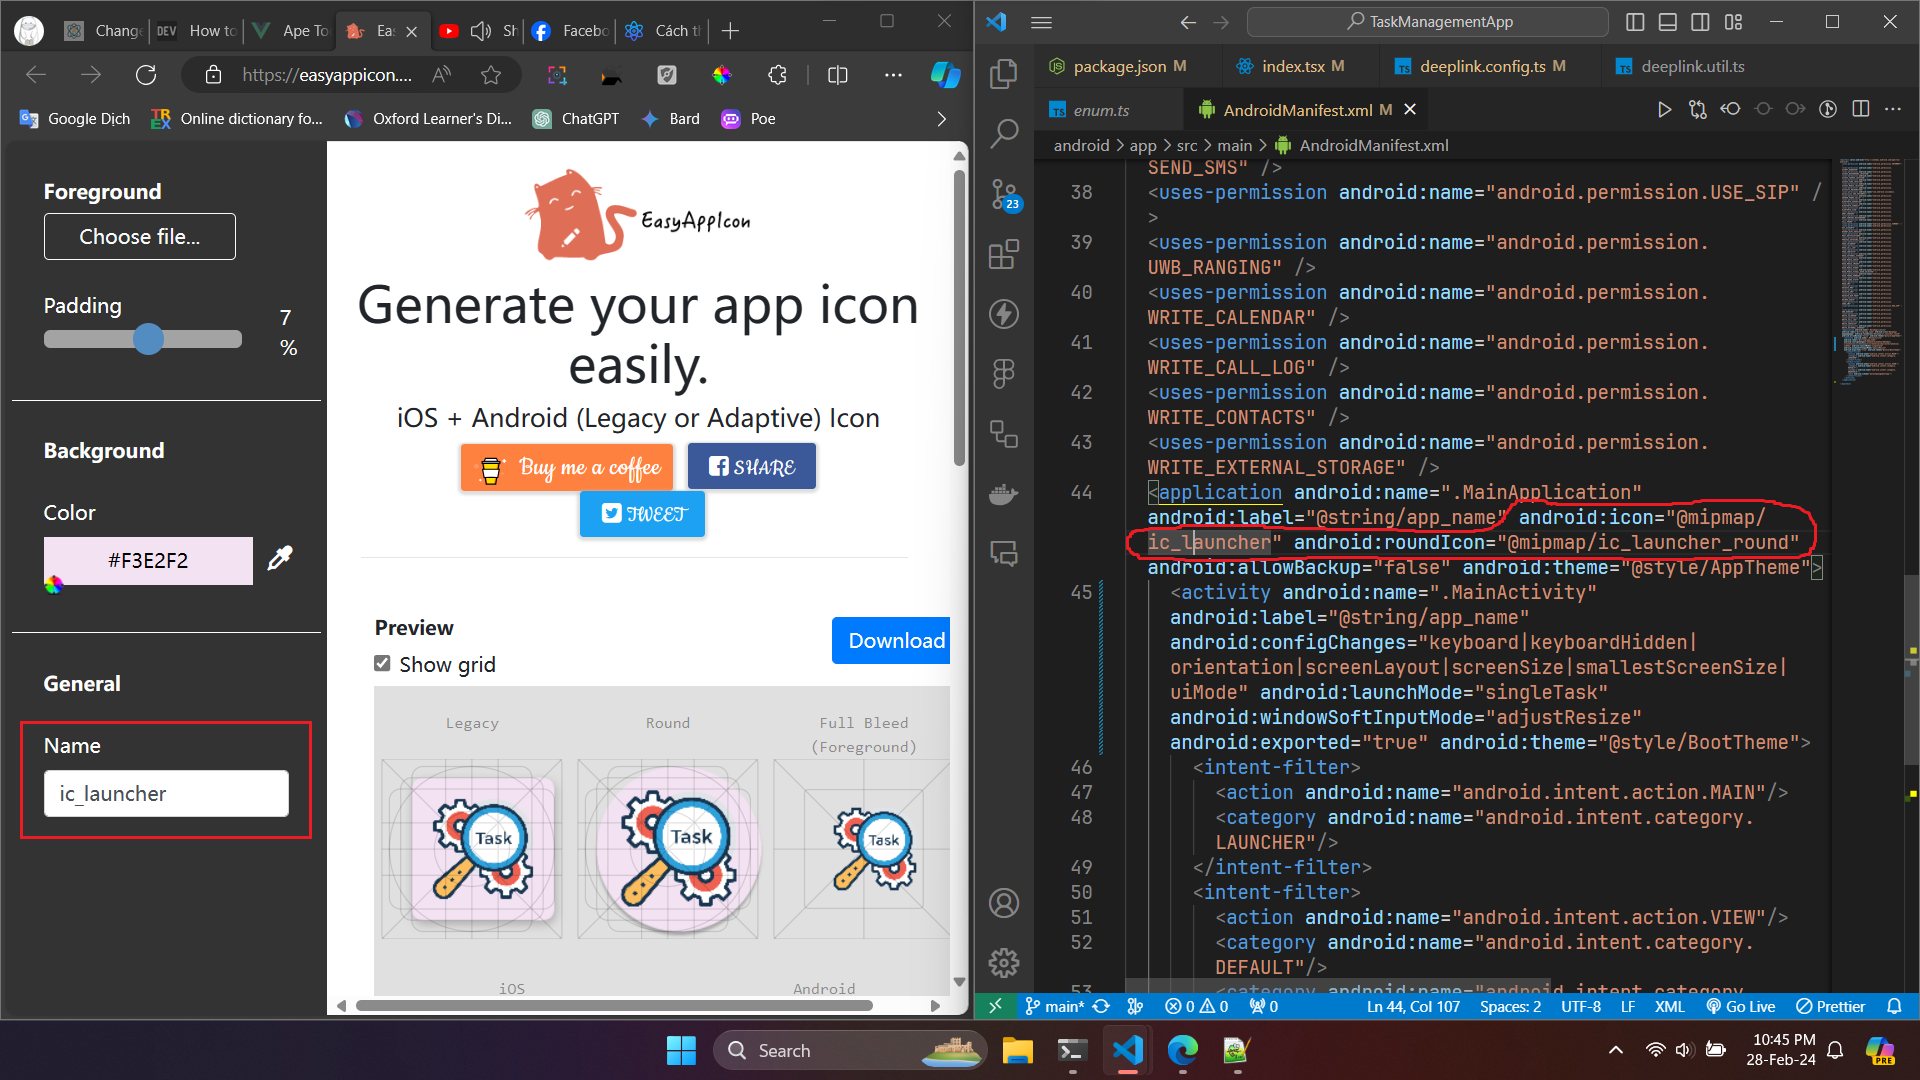 Change
DEV
How to
Ape To
Eas
Sh
Facebo
Cách t
https://easyappicon....
Google Dich
Online dictionary fo...
Oxford Learner's Di...
ChatGPT
Bard
Poe
Foreground
Choose file...
Padding
7
%
Background
Color
#F3E2F2
General
Name
ic_launcher
EasyAppIcon
Generate your app icon
easily.
iOS + Android (Legacy or Adaptive) Icon
Buy me a coffee
SHARE
TWEET
Preview
Download
Show grid
Legacy
Round
Full Bleed
(Foreground)
Task
Task
Task
iOS
Android
TaskManagementApp
package.json M
index.tsx M
deeplink.config.ts M
deeplink.util.ts
enum.ts
AndroidManifest.xml M
android > app > src > main > AndroidManifest.xml
23
SEND_SMS" />
38 <uses-permission android:name="android.permission.USE_SIP" /
>
39 <uses-permission android:name="android.permission.
UWB_RANGING" />
40 <uses-permission android:name="android.permission.
WRITE_CALENDAR" />
41 <uses-permission android:name="android.permission.
WRITE_CALL_LOG" />
42 <uses-permission android:name="android.permission.
WRITE_CONTACTS" />
43 <uses-permission android:name="android.permission.
WRITE_EXTERNAL_STORAGE" />
44 <application android:name=".MainApplication"
android:label="@string/app_name" android:icon="@mipmap/
ic_launcher" android:roundIcon="@mipmap/ic_launcher_round"
android:allowBackup="false" android:theme="@style/AppTheme">
45 <activity android:name=".MainActivity"
android:label="@string/app_name"
android:configChanges="keyboard|keyboardHidden|
orientation|screenLayout|screenSize|smallestScreenSize|
uiMode" android:launchMode="singleTask"
android:windowSoftInputMode="adjustResize"
android:exported="true" android:theme="@style/BootTheme">
46 <intent-filter>
47 <action android:name="android.intent.action.MAIN"/>
48 <category android:name="android.intent.category.
LAUNCHER"/>
49 </intent-filter>
50 <intent-filter>
51 <action android:name="android.intent.action.VIEW"/>
52 <category android:name="android.intent.category.
DEFAULT"/>
53 <category android:name="android.intent.category.
main*
0 0
0
Ln 44, Col 107
Spaces: 2
UTF-8
LF
XML
Go Live
Prettier
Search
10:45 PM
28-Feb-24
PRE